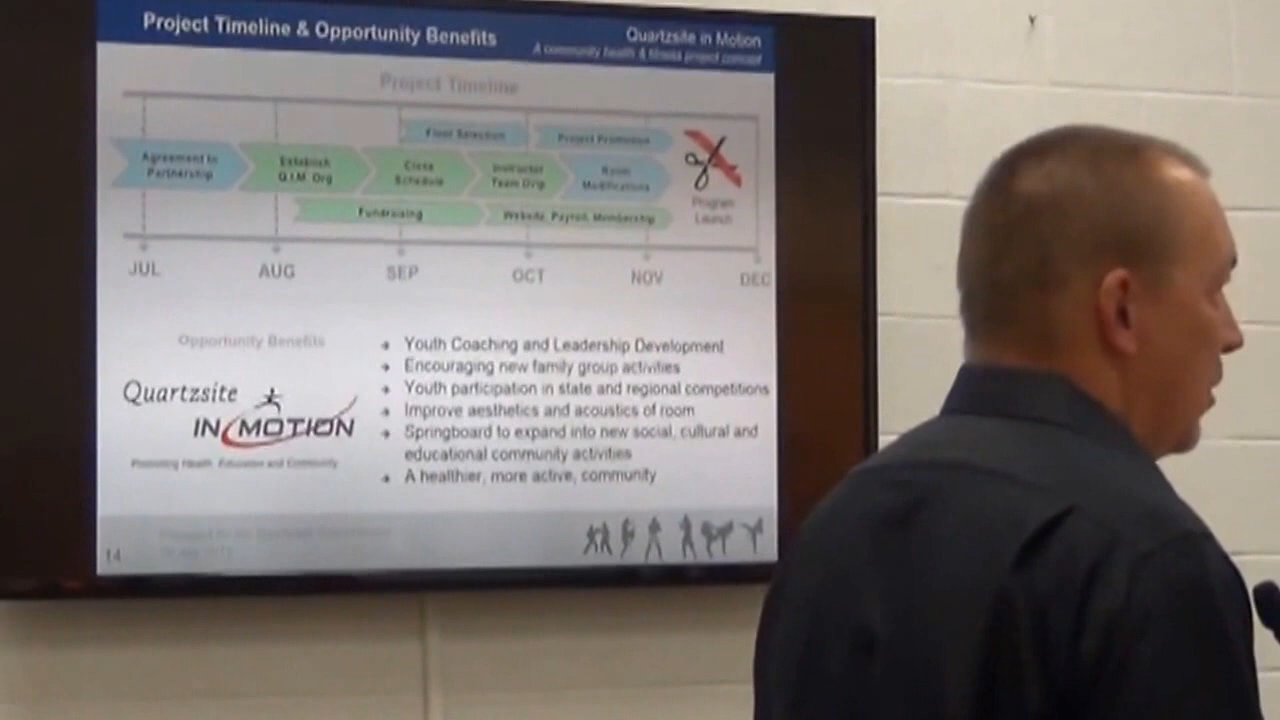 Project Timeline & Opportunity Benefits
Quartzsite in Motion
A community health & fitness project concept
Project Timeline
Floor Selection
Project Promotion
Agreement to
Partnership
Establish
Q.I.M. Org
Class
Schedule
Instructor
Team Dvlp
Room
Modifications
Program
Launch
Fundraising
Website, Payroll, Membership
JUL
AUG
SEP
OCT
NOV
DEC
Opportunity Benefits
Quartzsite
IN MOTION
Promoting Health, Education and Community
Youth Coaching and Leadership Development
Encouraging new family group activities
Youth participation in state and regional competitions
Improve aesthetics and acoustics of room
Springboard to expand into new social, cultural and
educational community activities
A healthier, more active, community
14